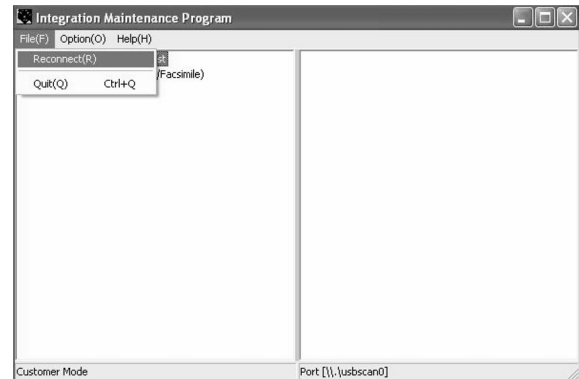 Integration Maintenance Program
File(F) Option(O) Help(H)
Reconnect(R)
st
/Facsimile)
Quit(Q) Ctrl+Q
Customer Mode
Port [\\.\usbscan0]